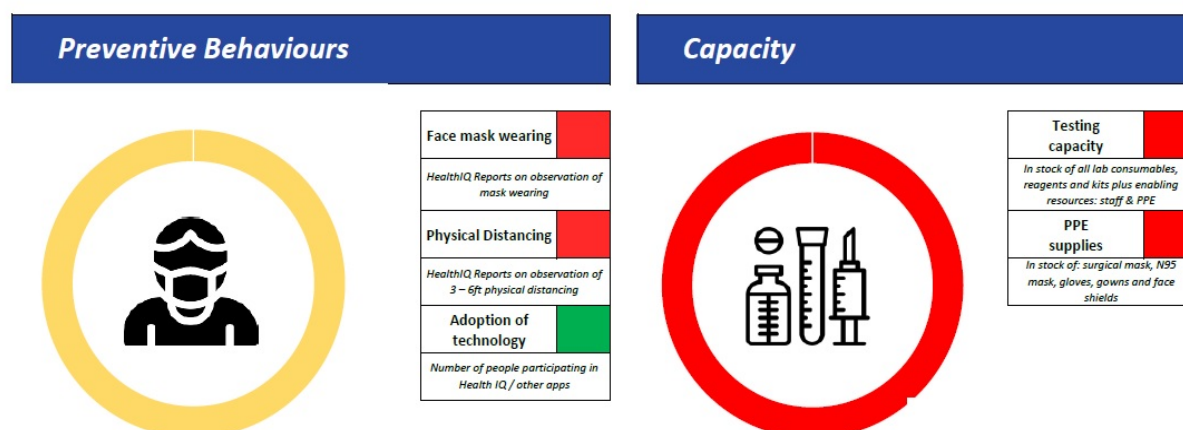 Preventive Behaviours
Face mask wearing
HealthIQ Reports on observation of
mask wearing
Physical Distancing
HealthIQ Reports on observation of
3 – 6ft physical distancing
Adoption of
technology
Number of people participating in
Health IQ / other apps
Capacity
Testing
capacity
In stock of all lab consumables,
reagents and kits plus enabling
resources: staff & PPE
PPE
supplies
In stock of: surgical mask, N95
mask, gloves, gowns and face
shields